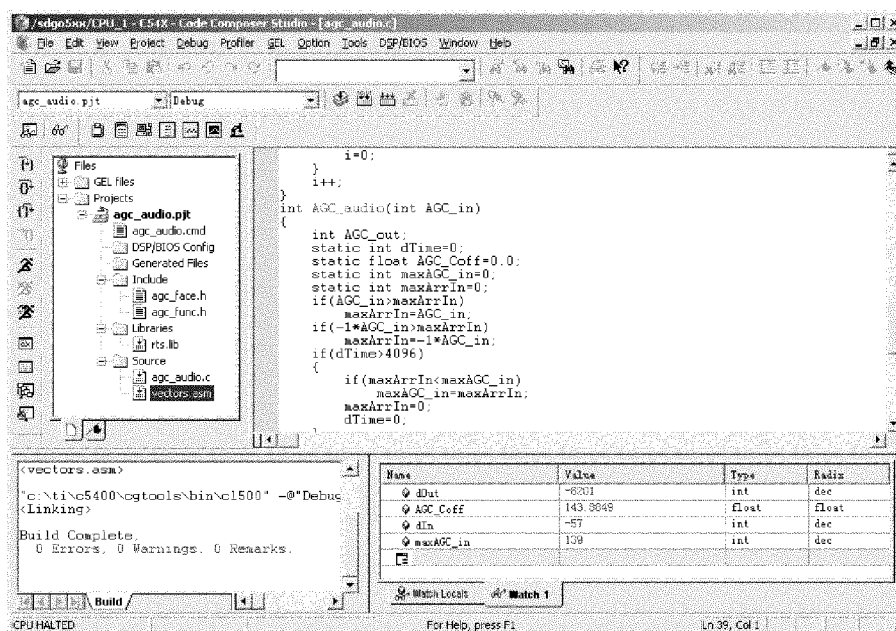 /sdgo5xx/CPU_1 - C54X - Code Composer Studio - [agc_audio.c]
File Edit View Project Debug Profiler GEL Option Tools DSP/BIOS Window Help
agc_audio.pjt Debug
Files
GEL files
Projects
agc_audio.pjt
agc_audio.cmd
DSP/BIOS Config
Generated Files
Include
agc_face.h
agc_func.h
Libraries
rts.lib
Source
agc_audio.c
vectors.asm
i=0;
}
i++;
}
int AGC_audio(int AGC_in)
{
int AGC_out;
static int dTime=0;
static float AGC_Coff=0.0;
static int maxAGC_in=0;
static int maxArrIn=0;
if(AGC_in>maxArrIn)
maxArrIn=AGC_in;
if(-1*AGC_in>maxArrIn)
maxArrIn=-1*AGC_in;
if(dTime>4096)
{
if(maxArrIn<maxAGC_in)
maxAGC_in=maxArrIn;
maxArrIn=0;
dTime=0;
<vectors.asm>
"c:\ti\c5400\cgtools\bin\cl500" -@"Debug
<Linking>
Build Complete,
0 Errors, 0 Warnings, 0 Remarks.
Build
Name Value Type Radix
dOut -8201 int dec
AGC_Coff 143.8849 float float
dIn -57 int dec
maxAGC_in 139 int dec
Watch Locals Watch 1
CPU HALTED For Help, press F1 Ln 39, Col 1